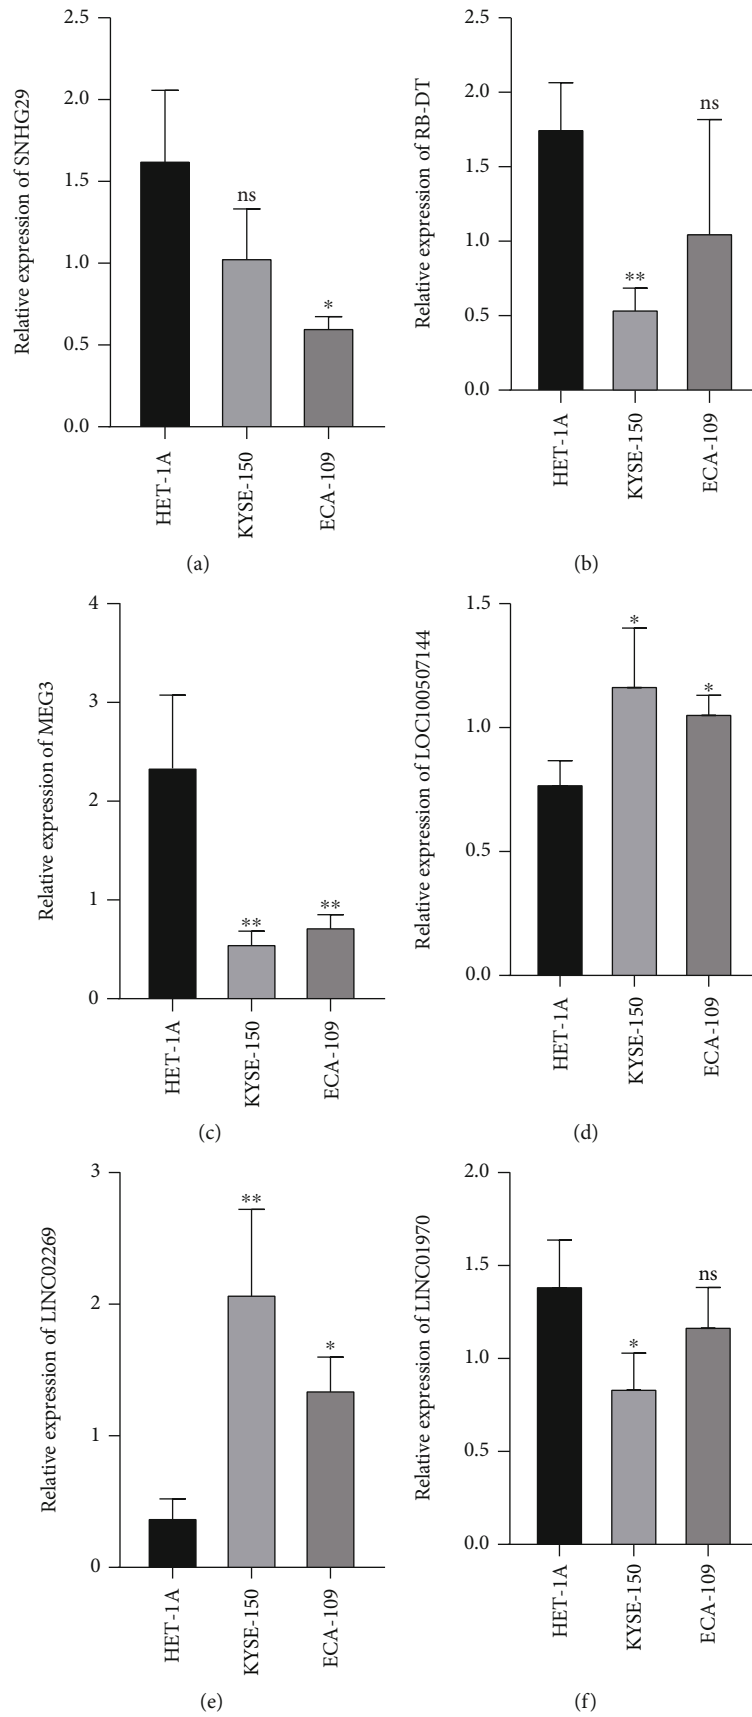 Relative expression of SNHG29
2.5
2.0
1.5
1.0
0.5
0.0
ns
*
HET-1A
KYSE-150
ECA-109
(a)
Relative expression of RB-DT
2.5
2.0
1.5
1.0
0.5
0.0
**
ns
HET-1A
KYSE-150
ECA-109
(b)
Relative expression of MEG3
4
3
2
1
0
**
**
HET-1A
KYSE-150
ECA-109
(c)
Relative expression of LOC100507144
1.5
1.0
0.5
0.0
*
*
HET-1A
KYSE-150
ECA-109
(d)
Relative expression of LINC02269
3
2
1
0
**
*
HET-1A
KYSE-150
ECA-109
(e)
Relative expression of LINC01970
2.0
1.5
1.0
0.5
0.0
*
ns
HET-1A
KYSE-150
ECA-109
(f)